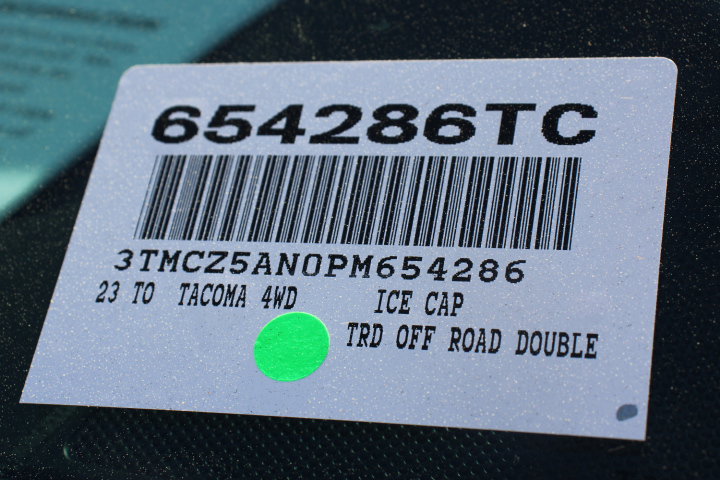 654286TC
3TMCZ5AN0PM654286
23 TO TACOMA 4WD ICE CAP
TRD OFF ROAD DOUBLE